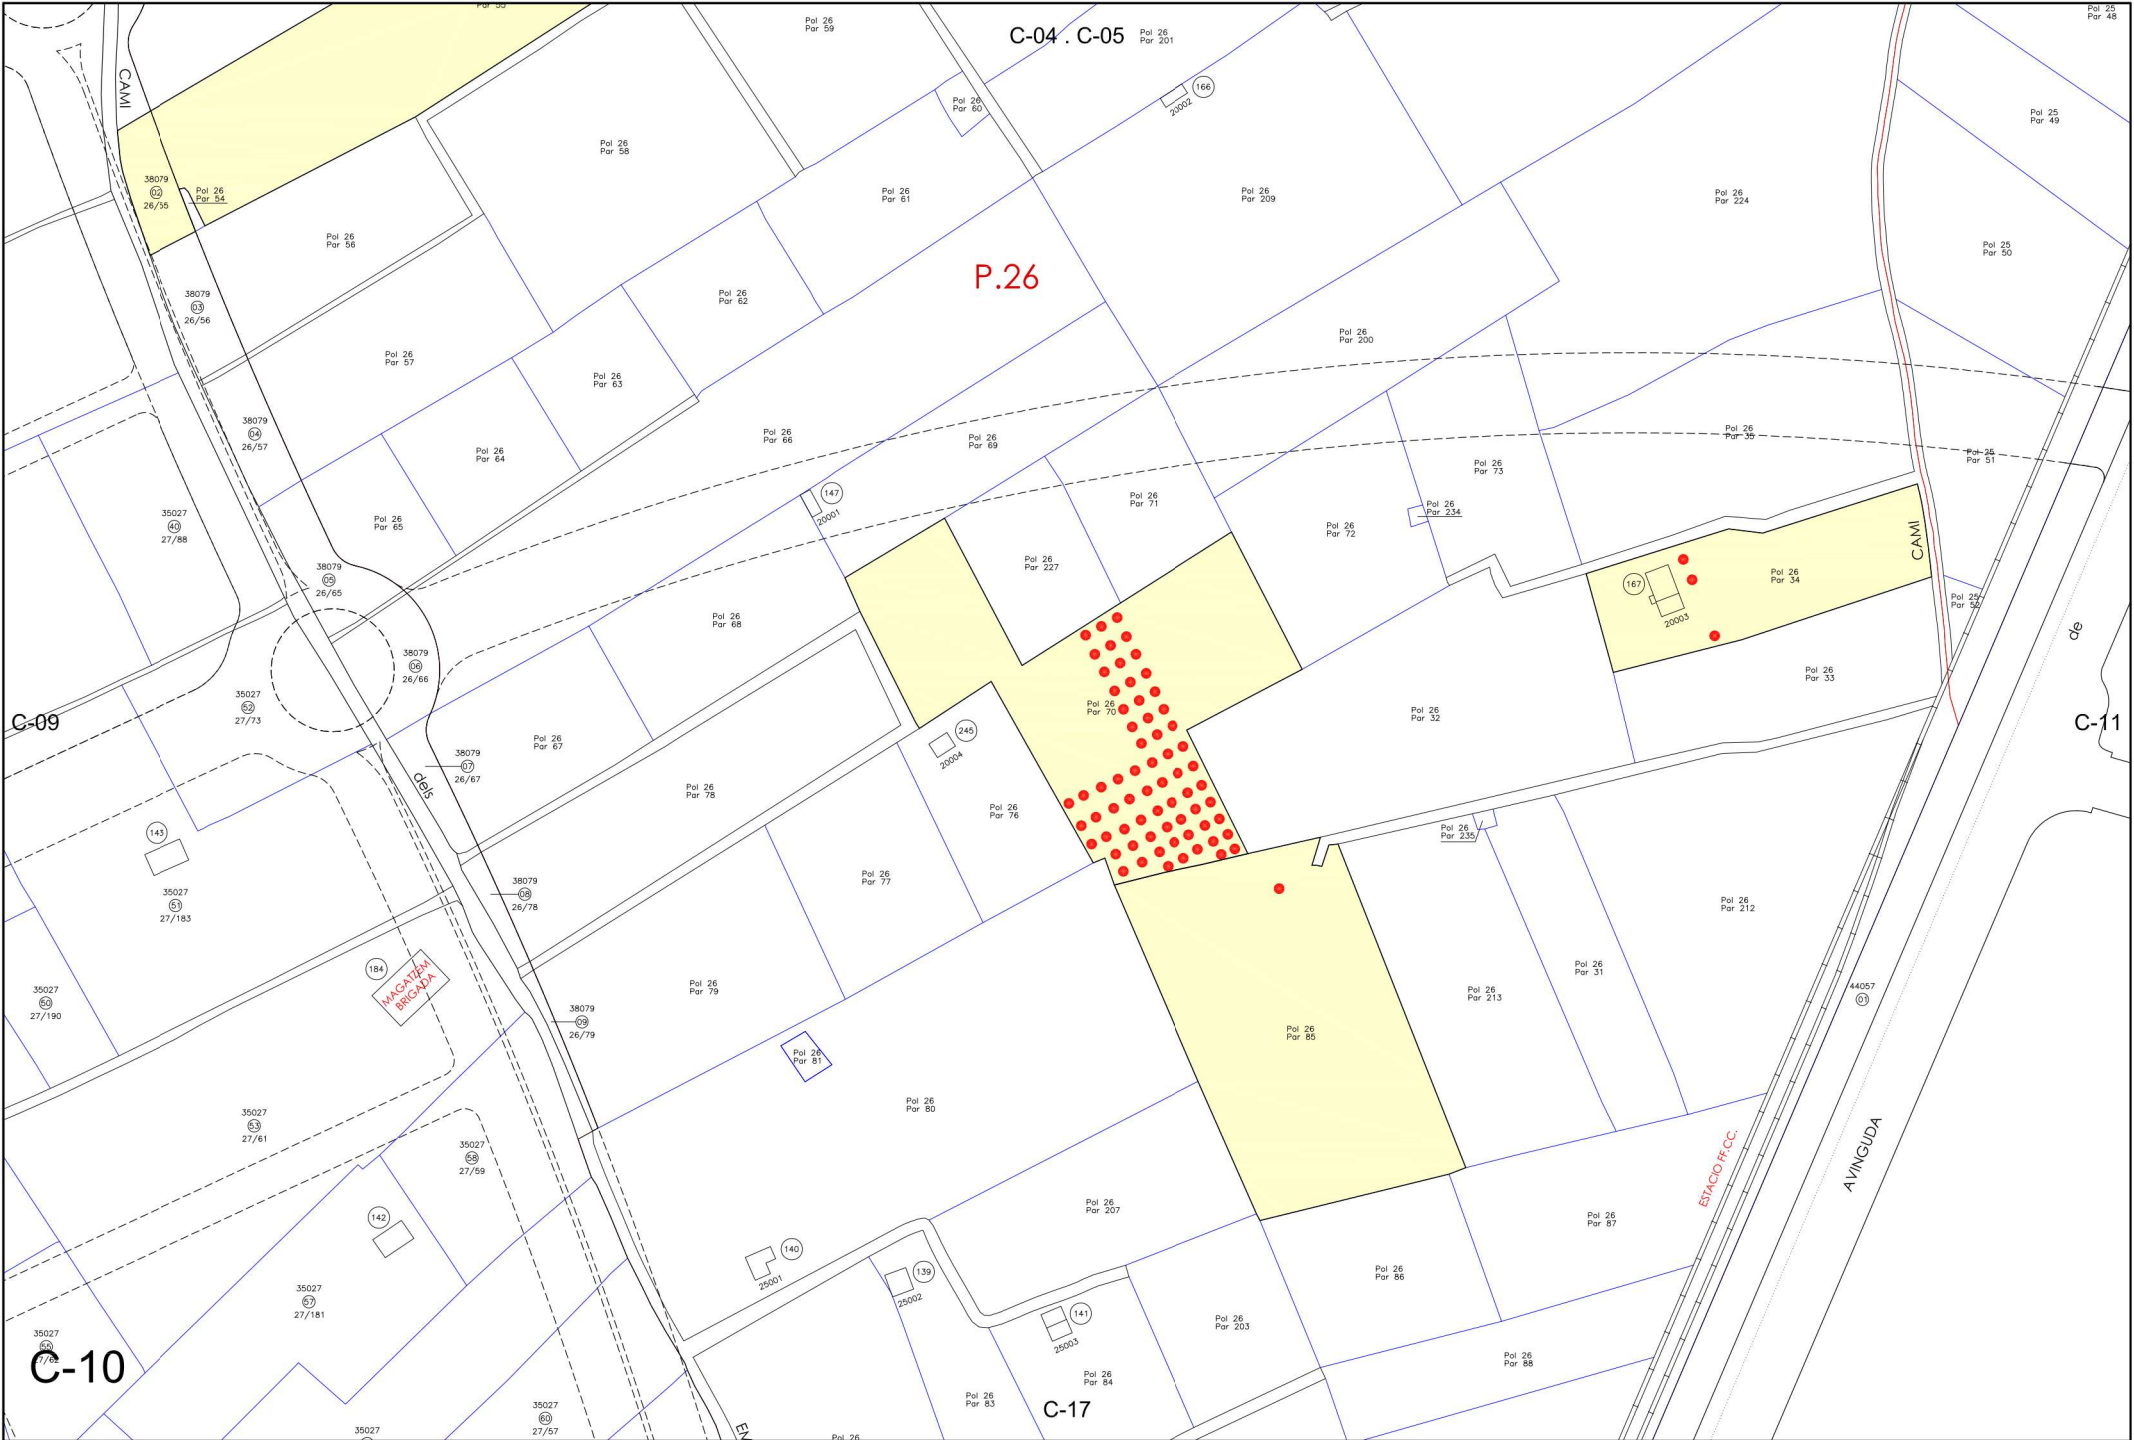 C-04 . C-05
Pol 26
Par 59
Pol 26
Par 201
Pol 25
Par 48
CAMI
Pol 26
Par 60
166
20002
Pol 25
Par 49
Pol 26
Par 58
38079
02
26/55
Pol 26
Par 54
Pol 26
Par 61
Pol 26
Par 209
Pol 26
Par 224
Pol 26
Par 56
Pol 25
Par 50
P.26
38079
03
26/56
Pol 26
Par 62
Pol 26
Par 200
Pol 26
Par 57
Pol 26
Par 63
38079
04
26/57
Pol 26
Par 64
Pol 26
Par 66
Pol 26
Par 69
Pol 26
Par 35
Pol 25
Par 51
Pol 26
Par 73
147
20001
Pol 26
Par 71
Pol 26
Par 234
35027
40
27/88
Pol 26
Par 65
Pol 26
Par 72
CAMI
Pol 26
Par 227
38079
05
26/65
167
20003
Pol 26
Par 34
Pol 25
Par 52
Pol 26
Par 68
de
38079
06
26/66
Pol 26
Par 33
35027
52
27/73
Pol 26
Par 70
Pol 26
Par 32
C-09
C-11
245
20004
Pol 26
Par 67
38079
07
26/67
dels
Pol 26
Par 78
Pol 26
Par 76
Pol 26
Par 235
143
35027
51
27/183
38079
08
26/78
Pol 26
Par 77
Pol 26
Par 212
184
MAGATZEM
BRIGADA
Pol 26
Par 79
Pol 26
Par 213
Pol 26
Par 31
44057
01
35027
50
27/190
38079
09
26/79
Pol 26
Par 81
Pol 26
Par 85
Pol 26
Par 80
35027
53
27/61
35027
58
27/59
ESTACIO FF.CC.
AVINGUDA
142
Pol 26
Par 207
Pol 26
Par 87
140
25001
139
25002
Pol 26
Par 86
35027
57
27/181
141
25003
Pol 26
Par 203
35027
55
C-10
Pol 26
Par 88
Pol 26
Par 84
Pol 26
Par 83
C-17
35027
60
27/57
35027
Pol 26